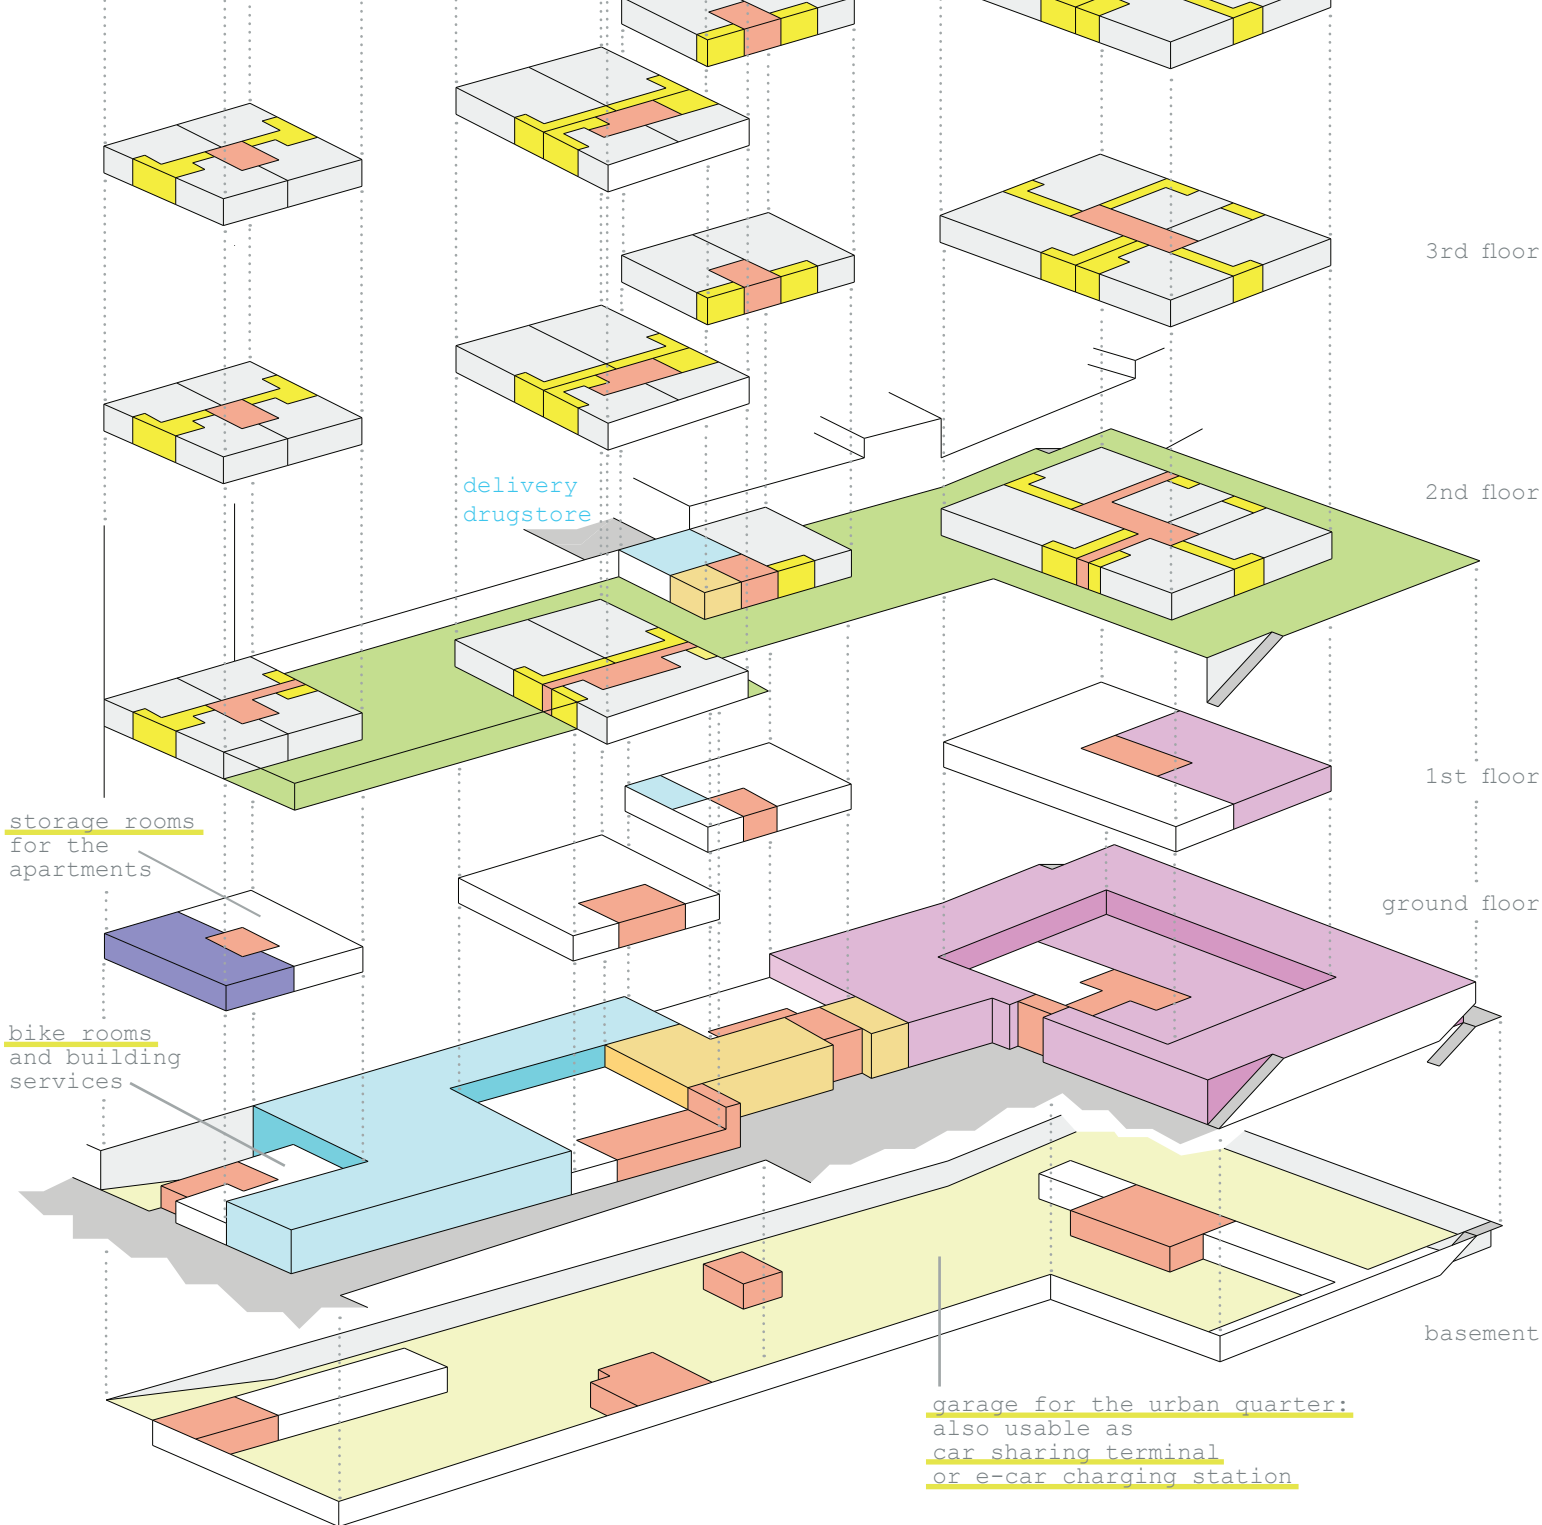 3rd floor
delivery
drugstore
2nd floor
1st floor
storage rooms
for the
apartments
ground floor
bike rooms
and building
services
basement
garage for the urban quarter:
also usable as
car sharing terminal
or e-car charging station